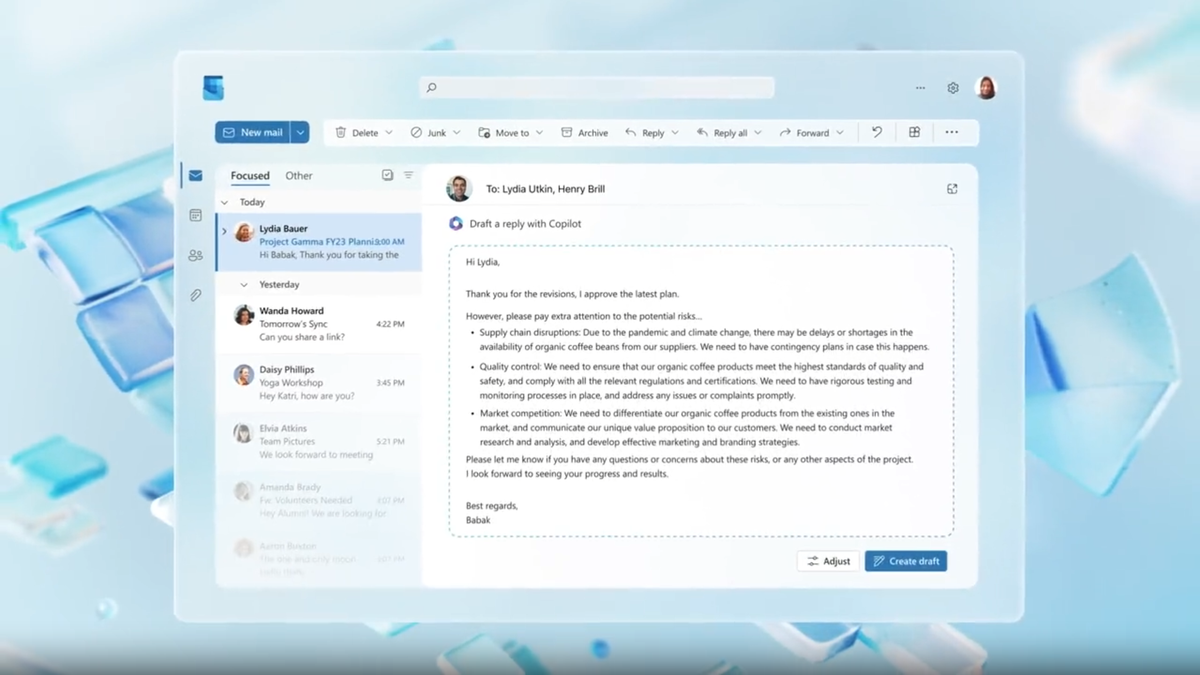 New mail
Delete
Junk
Move to
Archive
Reply
Reply all
Forward
Focused
Other
Today
Lydia Bauer
Project Gamma FY23 Planni 9:00 AM
Hi Babak, Thank you for taking the
Yesterday
Wanda Howard
Tomorrow's Sync 4:22 PM
Can you share a link?
Daisy Phillips
Yoga Workshop 3:45 PM
Hey Katri, how are you?
Elvia Atkins
Team Pictures 5:21 PM
We look forward to meeting
Amanda Brady
Fw: Volunteers Needed
Hey Alumni! We are looking for
To: Lydia Utkin, Henry Brill
Draft a reply with Copilot
Hi Lydia,
Thank you for the revisions, I approve the latest plan.
However, please pay extra attention to the potential risks...
• Supply chain disruptions: Due to the pandemic and climate change, there may be delays or shortages in the
availability of organic coffee beans from our suppliers. We need to have contingency plans in case this happens.
• Quality control: We need to ensure that our organic coffee products meet the highest standards of quality and
safety, and comply with all the relevant regulations and certifications. We need to have rigorous testing and
monitoring processes in place, and address any issues or complaints promptly.
• Market competition: We need to differentiate our organic coffee products from the existing ones in the
market, and communicate our unique value proposition to our customers. We need to conduct market
research and analysis, and develop effective marketing and branding strategies.
Please let me know if you have any questions or concerns about these risks, or any other aspects of the project.
I look forward to seeing your progress and results.
Best regards,
Babak
Adjust
Create draft